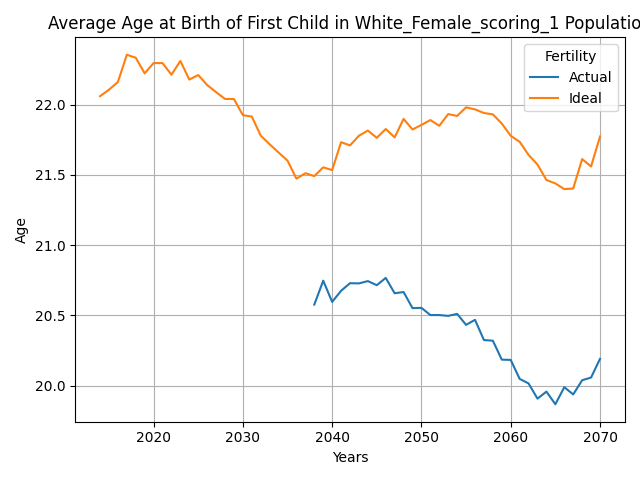 Average Age at Birth of First Child in White_Female_scoring_1 Populatio
Fertility
Actual
Ideal
22.0
21.5
21.0
20.5
20.0
Age
2020 2030 2040 2050 2060 2070
Years